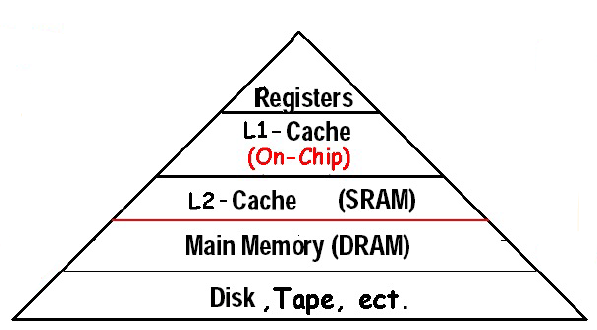 Registers
L1-Cache
(On-Chip)
L2-Cache (SRAM)
Main Memory (DRAM)
Disk, Tape, ect.